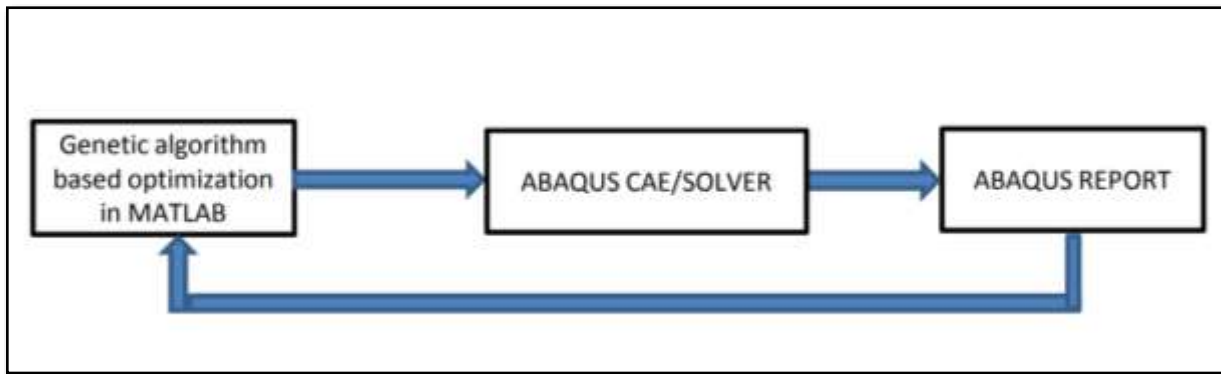 Genetic algorithm
based optimization
in MATLAB
ABAQUS CAE/SOLVER
ABAQUS REPORT